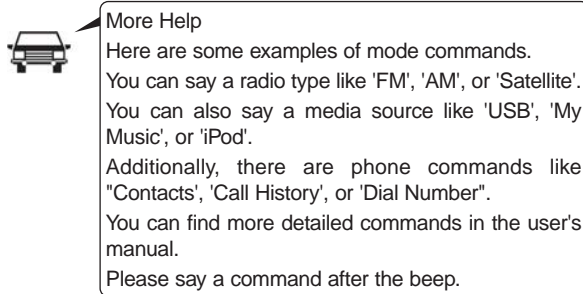 More Help
Here are some examples of mode commands.
You can say a radio type like 'FM', 'AM', or 'Satellite'.
You can also say a media source like 'USB', 'My
Music', or 'iPod'.
Additionally, there are phone commands like
"Contacts', 'Call History', or 'Dial Number".
You can find more detailed commands in the user's
manual.
Please say a command after the beep.